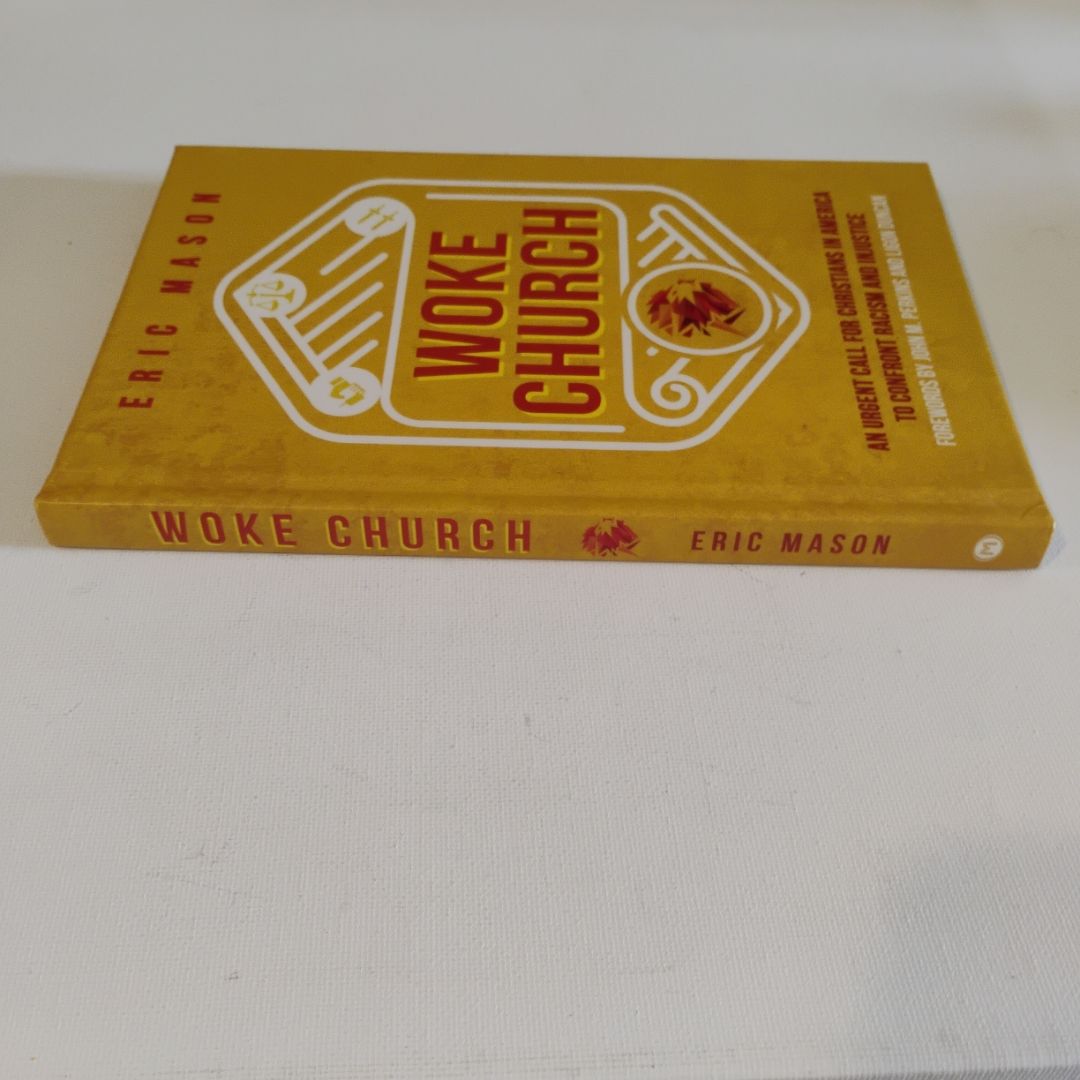 ERIC MASON
WOKE
CHURCH
AN URGENT CALL FOR CHRISTIANS IN AMERICA
TO CONFRONT RACISM AND INJUSTICE
FOREWORDS BY JOHN M. PERKINS AND LIGON DUNCAN
WOKE CHURCH ERIC MASON M